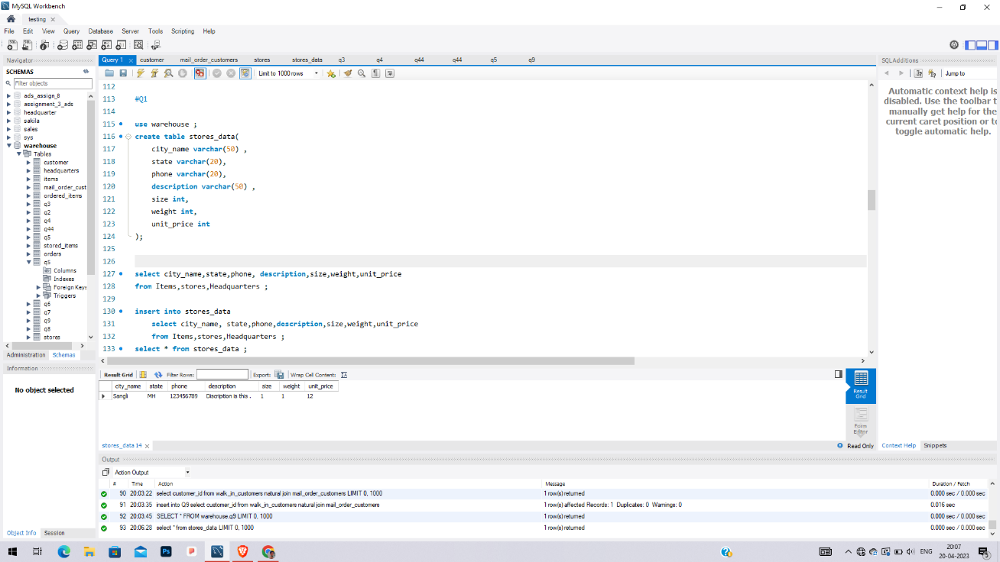 MySQL Workbench
testing
File Edit View Query Database Server Tools Scripting Help
Navigator
SCHEMAS
Filter objects
ads_assign_8
assignment_3_ads
headquarter
sakila
sales
sys
warehouse
Tables
customer
headquarters
items
mail_order_cust
ordered_items
q3
q2
q4
q44
q5
stored_items
orders
q5
Columns
Indexes
Foreign Keys
Triggers
q6
q7
q9
q8
stores
Administration Schemas
Information
No object selected
Object Info Session
Query 1 customer mail_order_customers stores stores_data q3 q4 q44 q44 q5 q9
Limit to 1000 rows
112
113 #Q1
114
115 use warehouse ;
116 create table stores_data(
117 city_name varchar(50) ,
118 state varchar(20),
119 phone varchar(20),
120 description varchar(50) ,
121 size int,
122 weight int,
123 unit_price int
124 );
125
126
127 select city_name,state,phone, description,size,weight,unit_price
128 from Items,stores,Headquarters ;
129
130 insert into stores_data
131 select city_name, state,phone,description,size,weight,unit_price
132 from Items,stores,Headquarters ;
133 select * from stores_data ;
Result Grid Filter Rows: Export: Wrap Cell Content:
city_name state phone description size weight unit_price
Sangli MH 123456789 Discription is this . 1 1 12
Result
Grid
Form
Editor
stores_data 14
Read Only
SQLAdditions
Jump to
Automatic context help is
disabled. Use the toolbar t
manually get help for the
current caret position or to
toggle automatic help.
Context Help Snippets
Output
Action Output
# Time Action Message Duration / Fetch
90 20:03:22 select customer_id from walk_in_customers natural join mail_order_customers LIMIT 0, 1000 1 row(s) returned 0.000 sec / 0.000 sec
91 20:03:35 insert into Q9 select customer_id from walk_in_customers natural join mail_order_customers 1 row(s) affected Records: 1 Duplicates: 0 Warnings: 0 0.016 sec
92 20:03:45 SELECT * FROM warehouse.q9 LIMIT 0, 1000 1 row(s) returned 0.000 sec / 0.000 sec
93 20:06:28 select * from stores_data LIMIT 0, 1000 1 row(s) returned 0.000 sec / 0.000 sec
Ps
ENG
20:07
20-04-2023
5